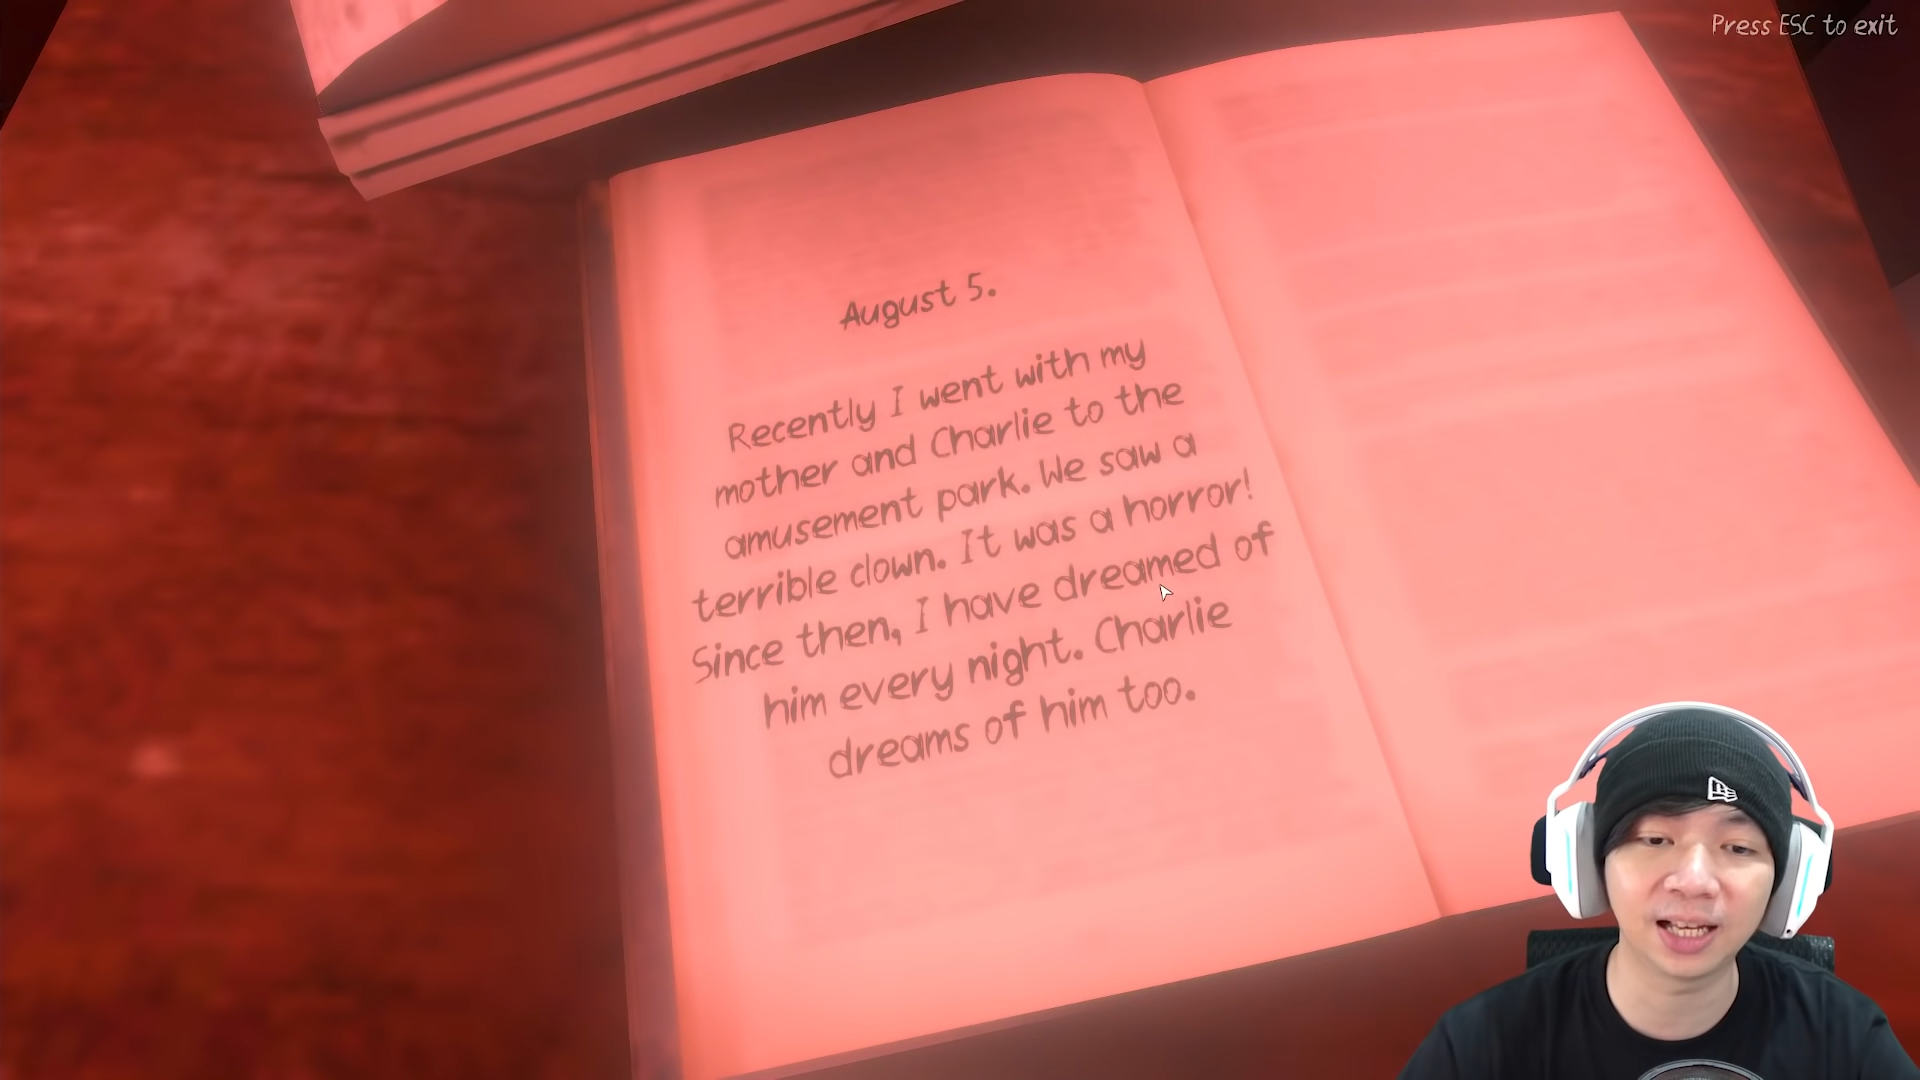 Press ESC to exit
August 5.
Recently I went with my
mother and Charlie to the
amusement park. We saw a
terrible clown. It was a horror!
Since then, I have dreamed of
him every night. Charlie
dreams of him too.